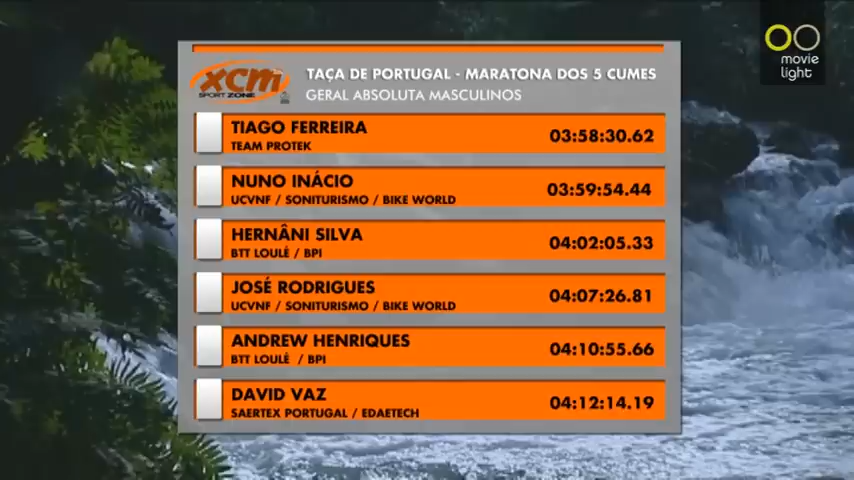 movie
light
xcm
SPORT ZONE
TAÇA DE PORTUGAL - MARATONA DOS 5 CUMES
GERAL ABSOLUTA MASCULINOS
TIAGO FERREIRA 03:58:30.62
TEAM PROTEK
NUNO INÁCIO 03:59:54.44
UCVNF / SONITURISMO / BIKE WORLD
HERNÂNI SILVA 04:02:05.33
BTT LOULÉ / BPI
JOSÉ RODRIGUES 04:07:26.81
UCVNF / SONITURISMO / BIKE WORLD
ANDREW HENRIQUES 04:10:55.66
BTT LOULÉ / BPI
DAVID VAZ 04:12:14.19
SAERTEX PORTUGAL / EDAETECH